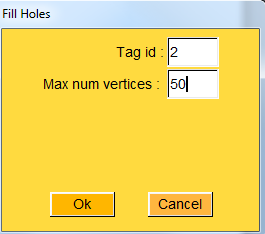 Fill Holes
Tag id : 2
Max num vertices : 50
Ok Cancel